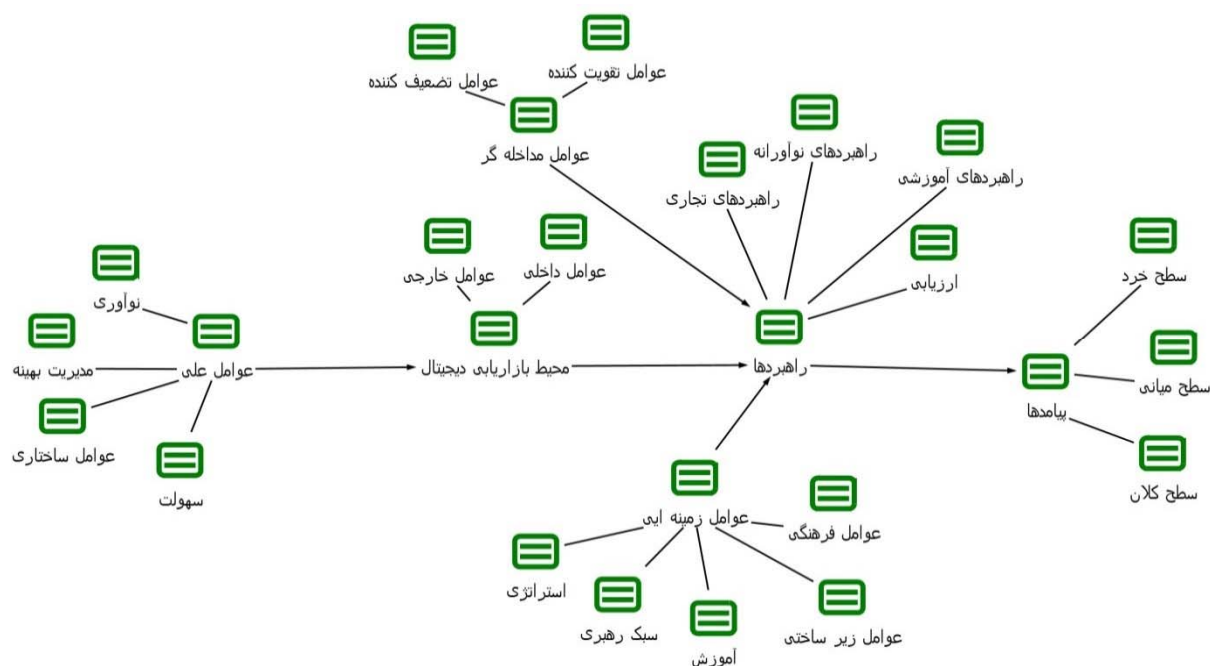 عوامل تقویت کننده
عوامل تضعیف کننده
عوامل مداخله گر
راهبردهای نوآورانه
راهبردهای آموزشی
راهبردهای تجاری
عوامل داخلی
عوامل خارجی
ارزیابی
سطح خرد
نوآوری
عوامل علی
مدیریت بهینه
محیط بازاریابی دیجیتال
راهبردها
سطح میانی
پیامدها
عوامل ساختاری
سهولت
سطح کلان
عوامل زمینه ایی
عوامل فرهنگی
استراتژی
سبک رهبری
عوامل زیر ساختی
آموزش